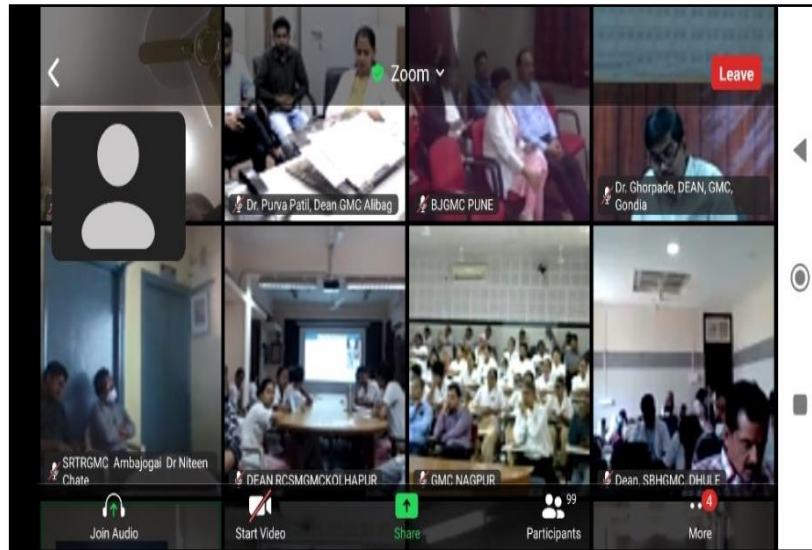 Zoom
Leave
Dr. Purva Patil, Dean GMC Alibag
BJGMC PUNE
Dr. Ghorpade, DEAN, GMC,
Gondia
SRTRGMC Ambajogai Dr Niteen
Chate
DEAN RCSMGMCKOLHAPUR
GMC NAGPUR
Dean, SBHGMC, DHULE
Join Audio
Start Video
Share
99
Participants
4
More